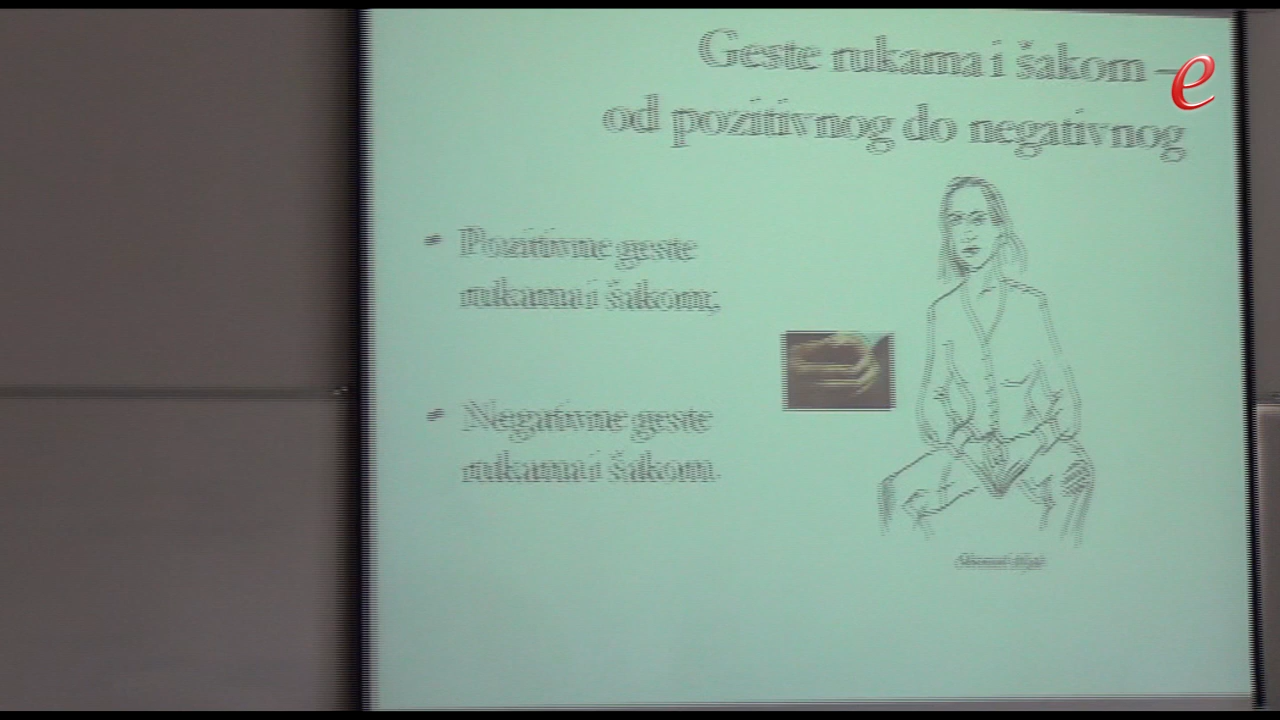 Geste rukama i šakom –
od pozitivnog do negativnog
e
• Pozitivne geste
rukama i šakom;
• Negativne geste
rukama i šakom.